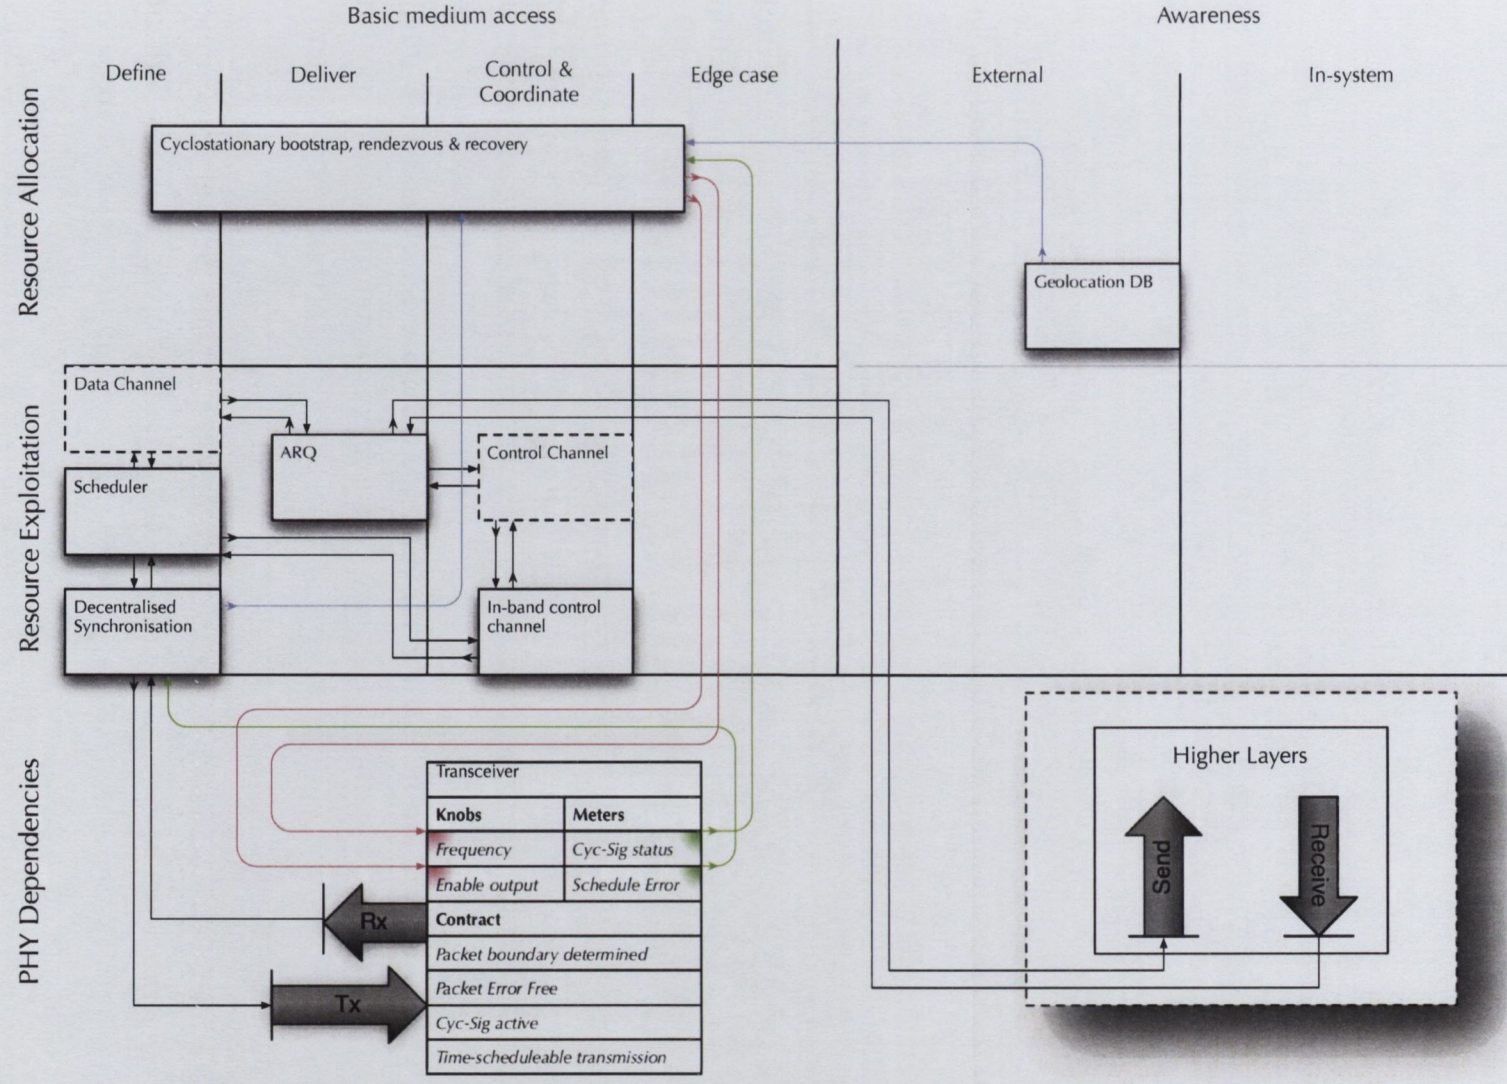 Basic medium access
Awareness
Define
Deliver
Control &
Coordinate
Edge case
External
In-system
Resource Allocation
Cyclostationary bootstrap, rendezvous & recovery
Geolocation DB
Resource Exploitation
Data Channel
ARQ
Control Channel
Scheduler
Decentralised
Synchronisation
In-band control
channel
PHY Dependencies
Transceiver
Knobs
Meters
Frequency
Cyc-Sig status
Enable output
Schedule Error
Contract
Packet boundary determined
Packet Error Free
Cyc-Sig active
Time-scheduleable transmission
Rx
Tx
Higher Layers
Send
Receive